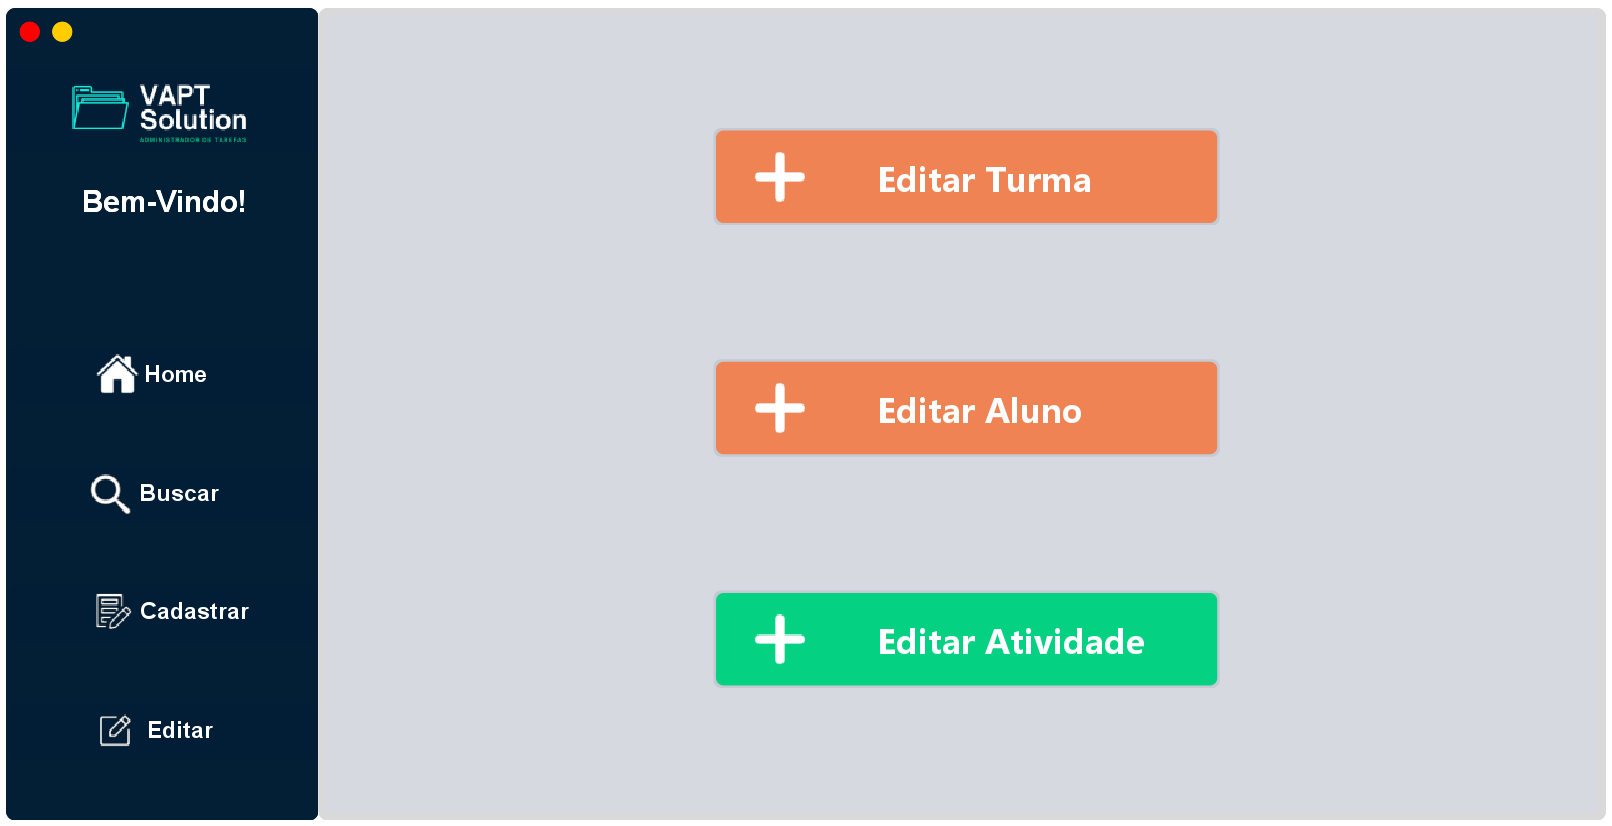 VAPT
Solution
ADMINISTRADOR DE TAREFAS
Bem-Vindo!
Home
Buscar
Cadastrar
Editar
Editar Turma
Editar Aluno
Editar Atividade